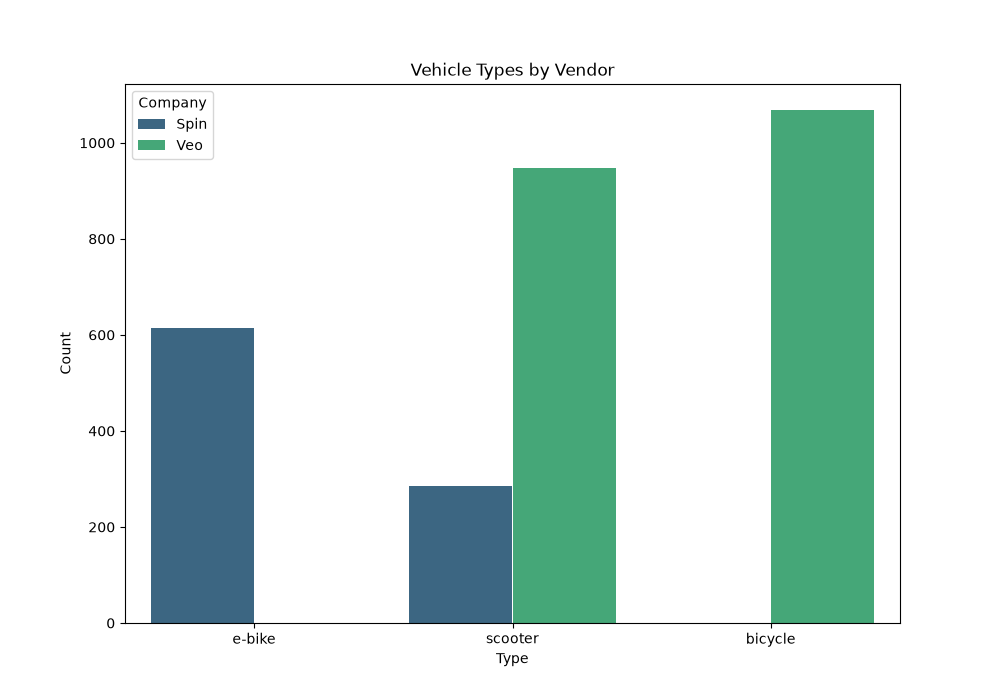 Vehicle Types by Vendor
Company
Spin
Veo
1000
800
600
400
200
0
Count
e-bike scooter bicycle
Type